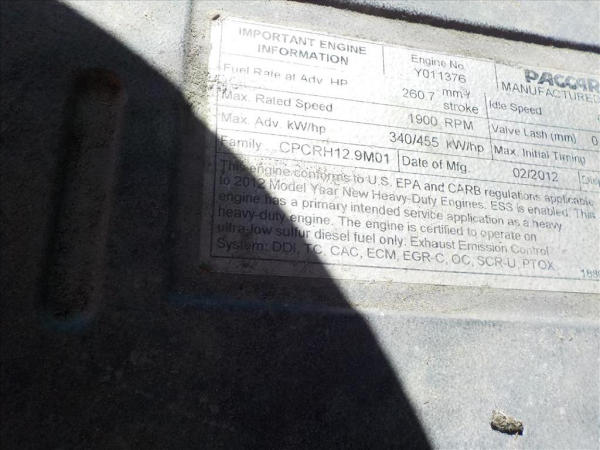 IMPORTANT ENGINE
INFORMATION
Engine No.
Y011376
PACCAR
MANUFACTURED
Fuel Rate at Adv. HP
260.7 mm³/
stroke
Idle Speed
Max. Rated Speed
1900 RPM
Valve Lash (mm) 0
Max. Adv. kW/hp
340/455 kW/hp
Max. Initial Timing
Family CPCRH12.9M01
Date of Mfg. 02/2012
This engine conforms to U.S. EPA and CARB regulations applicable
to 2012 Model Year New Heavy-Duty Engines. ESS is enabled. This
engine has a primary intended service application as a heavy
heavy-duty engine. The engine is certified to operate on
ultra-low sulfur diesel fuel only. Exhaust Emission Control
System: DDI, TC, CAC, ECM, EGR-C, OC, SCR-U, PTOX